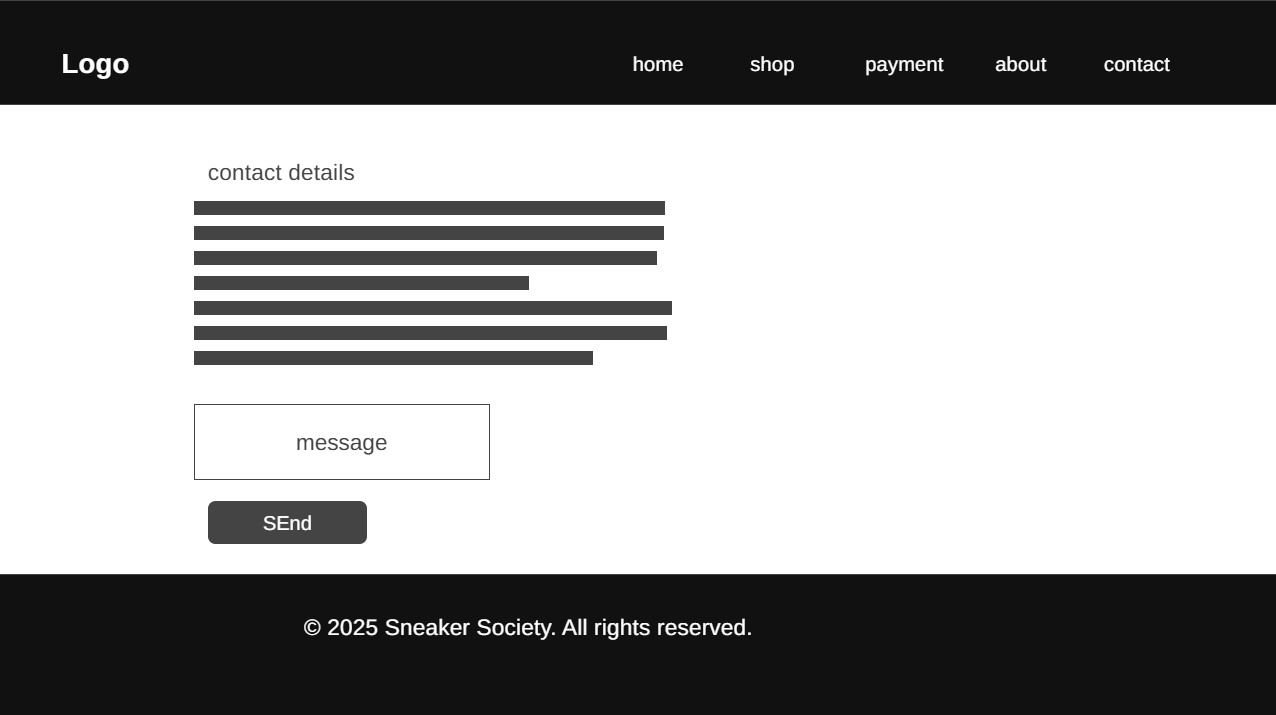 Logo
home shop payment about contact
contact details
message
SEnd
© 2025 Sneaker Society. All rights reserved.